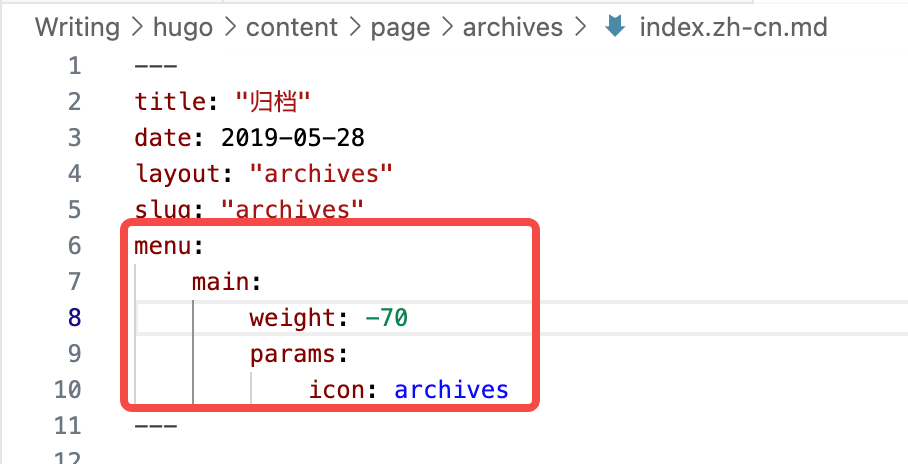 Writing > hugo > content > page > archives > index.zh-cn.md
1 ---
2 title: "归档"
3 date: 2019-05-28
4 layout: "archives"
5 slug: "archives"
6 menu:
7     main:
8         weight: -70
9         params:
10             icon: archives
11 ---
12